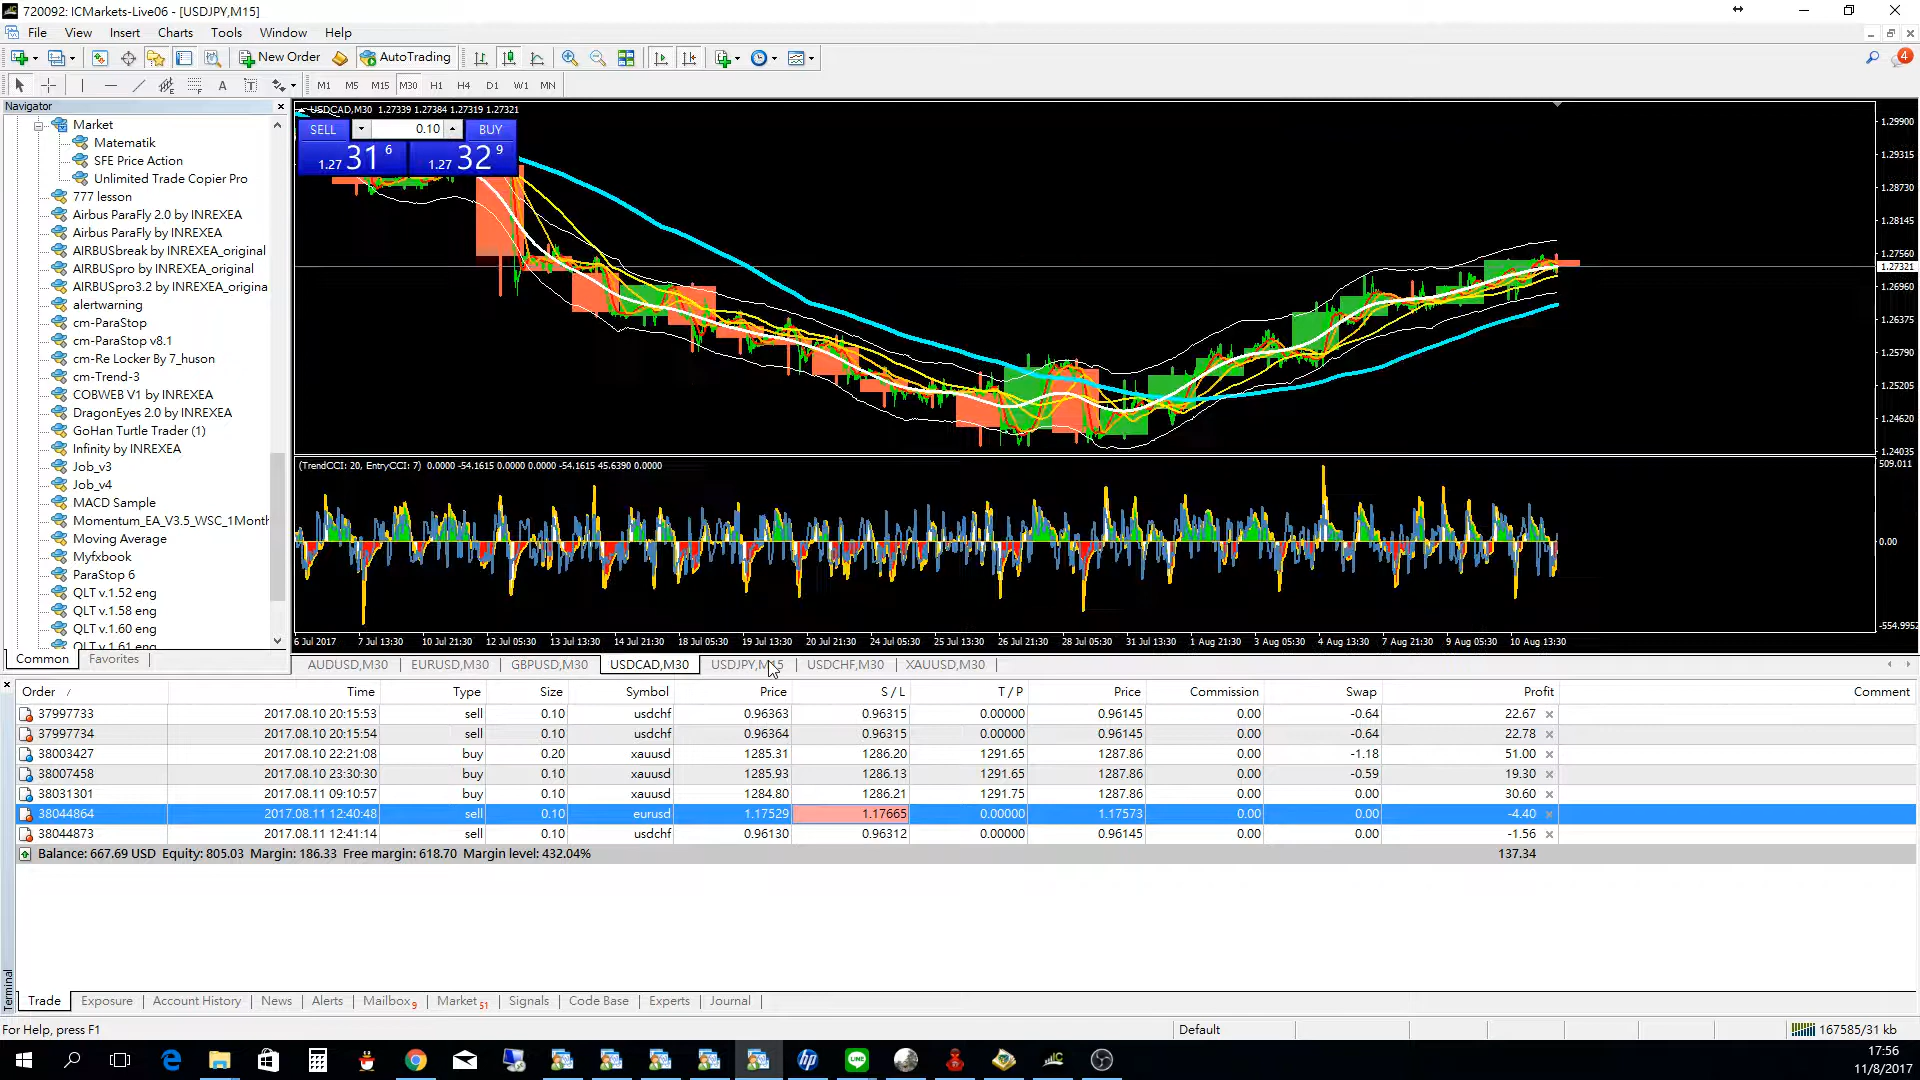 720092: ICMarkets-Live06 - [USDJPY,M15]
File View Insert Charts Tools Window Help
New Order AutoTrading 4
A T M1 M5 M15 M30 H1 H4 D1 W1 MN
Navigator
Market
Matematik
SFE Price Action
Unlimited Trade Copier Pro
777 lesson
Airbus ParaFly 2.0 by INREXEA
Airbus ParaFly by INREXEA
AIRBUSbreak by INREXEA_original
AIRBUSpro by INREXEA_original
AIRBUSpro3.2 by INREXEA_origina
alertwarning
cm-ParaStop
cm-ParaStop v8.1
cm-Re Locker By 7_huson
cm-Trend-3
COBWEB V1 by INREXEA
DragonEyes 2.0 by INREXEA
GoHan Turtle Trader (1)
Infinity by INREXEA
Job_v3
Job_v4
MACD Sample
Momentum_EA_V3.5_WSC_1Month
Moving Average
Myfxbook
ParaStop 6
QLT v.1.52 eng
QLT v.1.58 eng
QLT v.1.60 eng
QLT v.1.61 eng
Common Favorites
USDCAD,M30 1.27339 1.27384 1.27319 1.27321
SELL 0.10 BUY
1.27 31 6 1.27 32 9
1.29900
1.29315
1.28730
1.28145
1.27560
1.27321
1.26960
1.26375
1.25790
1.25205
1.24620
1.24035
(TrendCCI: 20, EntryCCI: 7) 0.0000 -54.1615 0.0000 0.0000 -54.1615 45.6390 0.0000
509.011
0.00
-554.9952
6 Jul 2017 7 Jul 13:30 10 Jul 21:30 12 Jul 05:30 13 Jul 13:30 14 Jul 21:30 18 Jul 05:30 19 Jul 13:30 20 Jul 21:30 24 Jul 05:30 25 Jul 13:30 26 Jul 21:30 28 Jul 05:30 31 Jul 13:30 1 Aug 21:30 3 Aug 05:30 4 Aug 13:30 7 Aug 21:30 9 Aug 05:30 10 Aug 13:30
AUDUSD,M30 EURUSD,M30 GBPUSD,M30 USDCAD,M30 USDJPY,M15 USDCHF,M30 XAUUSD,M30
Order / Time Type Size Symbol Price S / L T / P Price Commission Swap Profit Comment
37997733 2017.08.10 20:15:53 sell 0.10 usdchf 0.96363 0.96315 0.00000 0.96145 0.00 -0.64 22.67
37997734 2017.08.10 20:15:54 sell 0.10 usdchf 0.96364 0.96315 0.00000 0.96145 0.00 -0.64 22.78
38003427 2017.08.10 22:21:08 buy 0.20 xauusd 1285.31 1286.20 1291.65 1287.86 0.00 -1.18 51.00
38007458 2017.08.10 23:30:30 buy 0.10 xauusd 1285.93 1286.13 1291.65 1287.86 0.00 -0.59 19.30
38031301 2017.08.11 09:10:57 buy 0.10 xauusd 1284.80 1286.21 1291.75 1287.86 0.00 0.00 30.60
38044864 2017.08.11 12:40:48 sell 0.10 eurusd 1.17529 1.17665 0.00000 1.17573 0.00 0.00 -4.40
38044873 2017.08.11 12:41:14 sell 0.10 usdchf 0.96130 0.96312 0.00000 0.96145 0.00 0.00 -1.56
Balance: 667.69 USD Equity: 805.03 Margin: 186.33 Free margin: 618.70 Margin level: 432.04% 137.34
Terminal
Trade Exposure Account History News Alerts Mailbox 9 Market 51 Signals Code Base Experts Journal
For Help, press F1 Default 167585/31 kb
hp LINE IC
17:56
11/8/2017